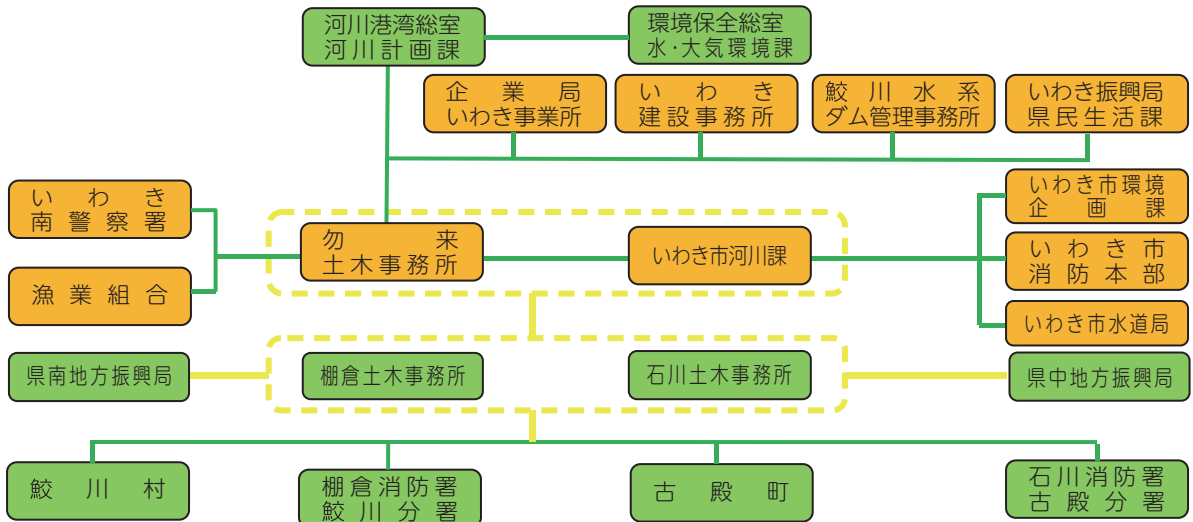 河川港湾総室
河川計画課
環境保全総室
水・大気環境課
企業局
いわき事業所
いわき
建設事務所
鮫川水系
ダム管理事務所
いわき振興局
県民生活課
いわき
南警察署
漁業組合
勿来
土木事務所
いわき市河川課
いわき市環境
企画課
いわき市
消防本部
いわき市水道局
県南地方振興局
棚倉土木事務所
石川土木事務所
県中地方振興局
鮫川村
棚倉消防署
鮫川分署
古殿町
石川消防署
古殿分署